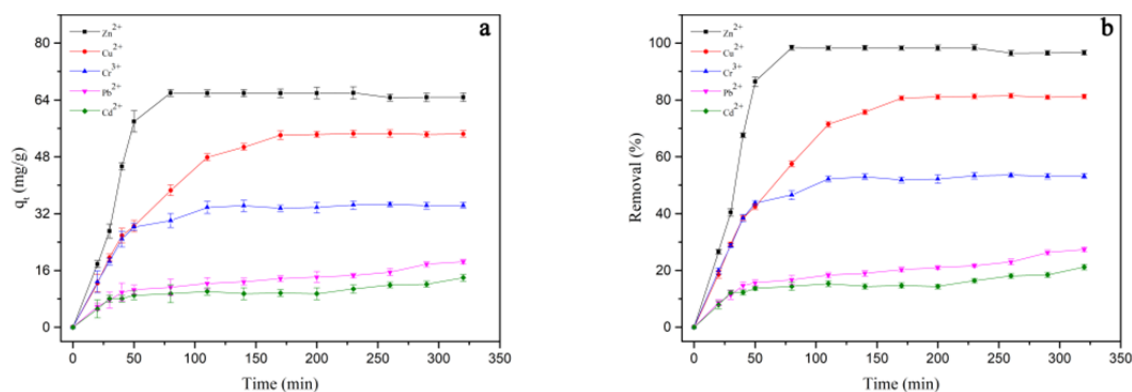 a
Zn2+
Cu2+
Cr3+
Pb2+
Cd2+
80
64
48
32
16
0
qt (mg/g)
0 50 100 150 200 250 300 350
Time (min)
b
Zn2+
Cu2+
Cr3+
Pb2+
Cd2+
100
80
60
40
20
0
Removal (%)
0 50 100 150 200 250 300 350
Time (min)